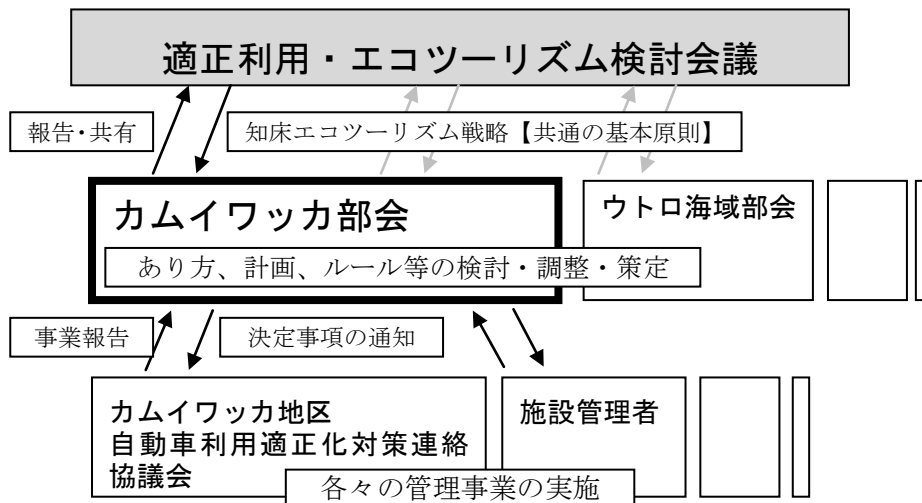 適正利用・エコツーリズム検討会議
報告・共有
知床エコツーリズム戦略【共通の基本原則】
カムイワッカ部会
ウトロ海域部会
あり方、計画、ルール等の検討・調整・策定
事業報告
決定事項の通知
カムイワッカ地区
自動車利用適正化対策連絡
協議会
施設管理者
各々の管理事業の実施